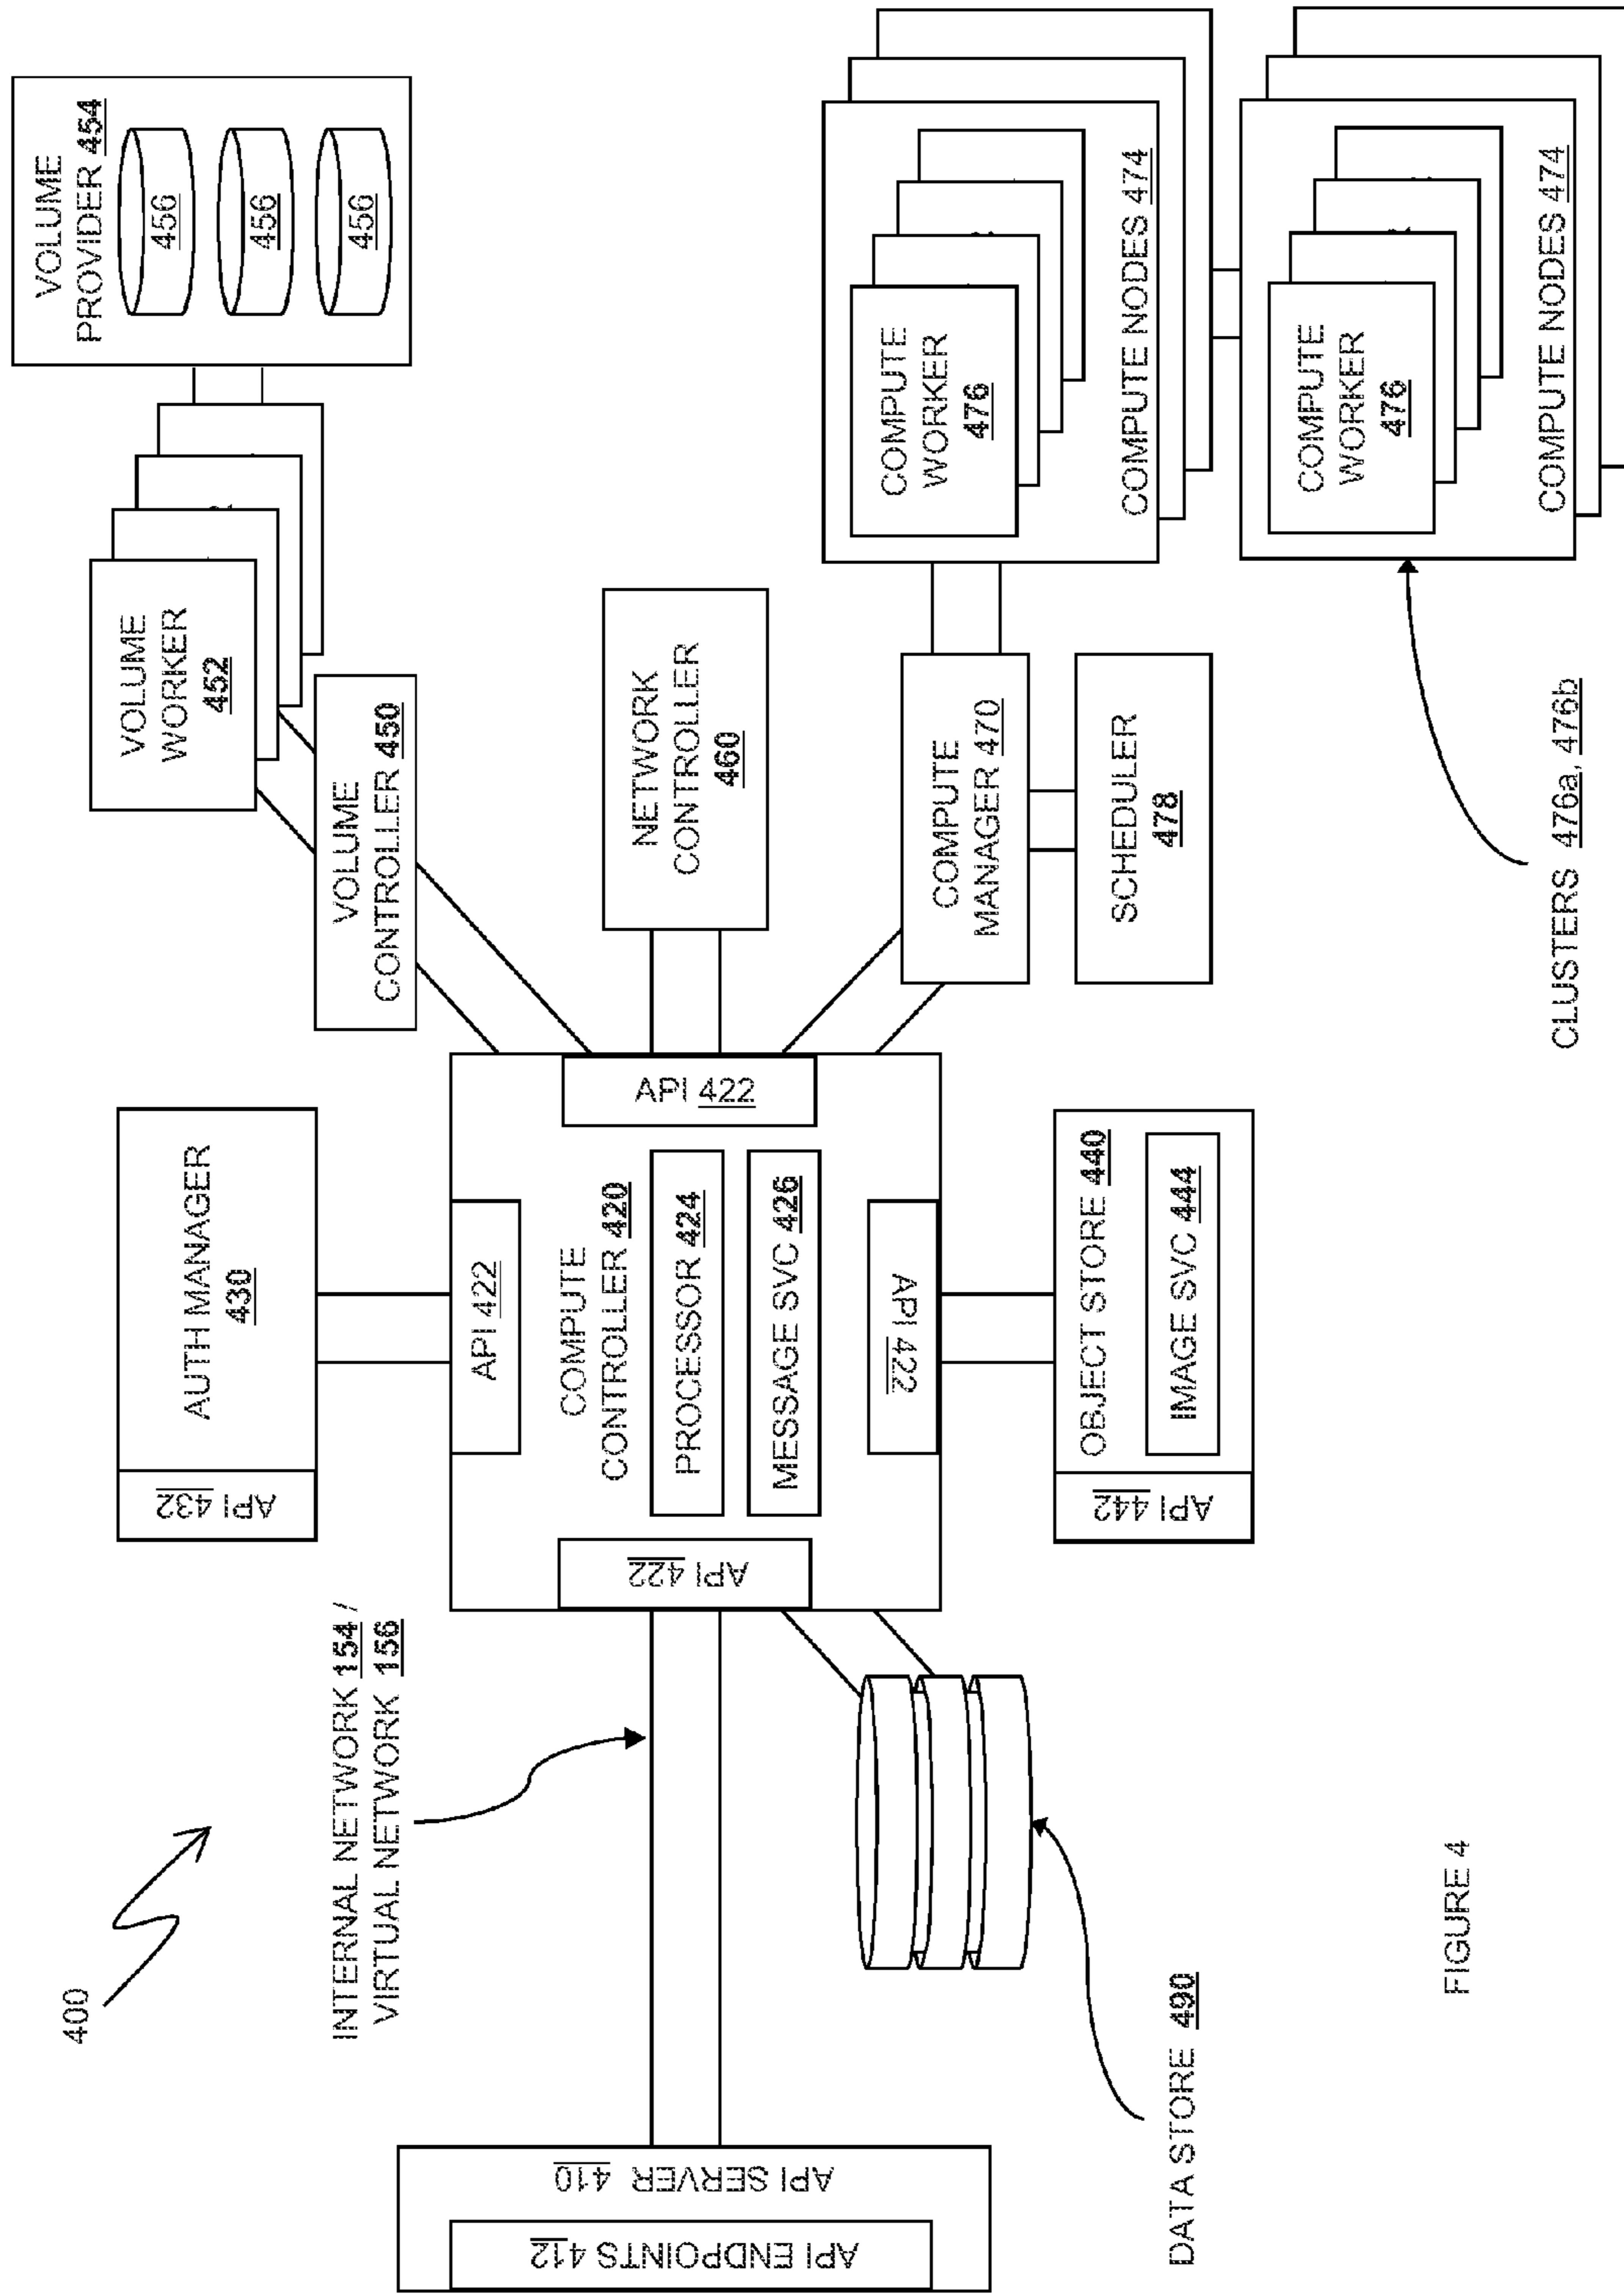 400
INTERNAL NETWORK 154 /
VIRTUAL NETWORK 156
API SERVER 410
API ENDPOINTS 412
DATA STORE 490
AUTH MANAGER
430
API 432
API 422
COMPUTE
CONTROLLER 420
PROCESSOR 424
MESSAGE SVC 426
API 422
API 422
API 422
OBJECT STORE 440
IMAGE SVC 444
API 442
VOLUME
CONTROLLER 450
VOLUME
WORKER
452
VOLUME
PROVIDER 454
456
456
456
NETWORK
CONTROLLER
460
COMPUTE
MANAGER 470
SCHEDULER
478
COMPUTE
WORKER
476
COMPUTE NODES 474
COMPUTE
WORKER
476
COMPUTE NODES 474
CLUSTERS 476a, 476b
FIGURE 4